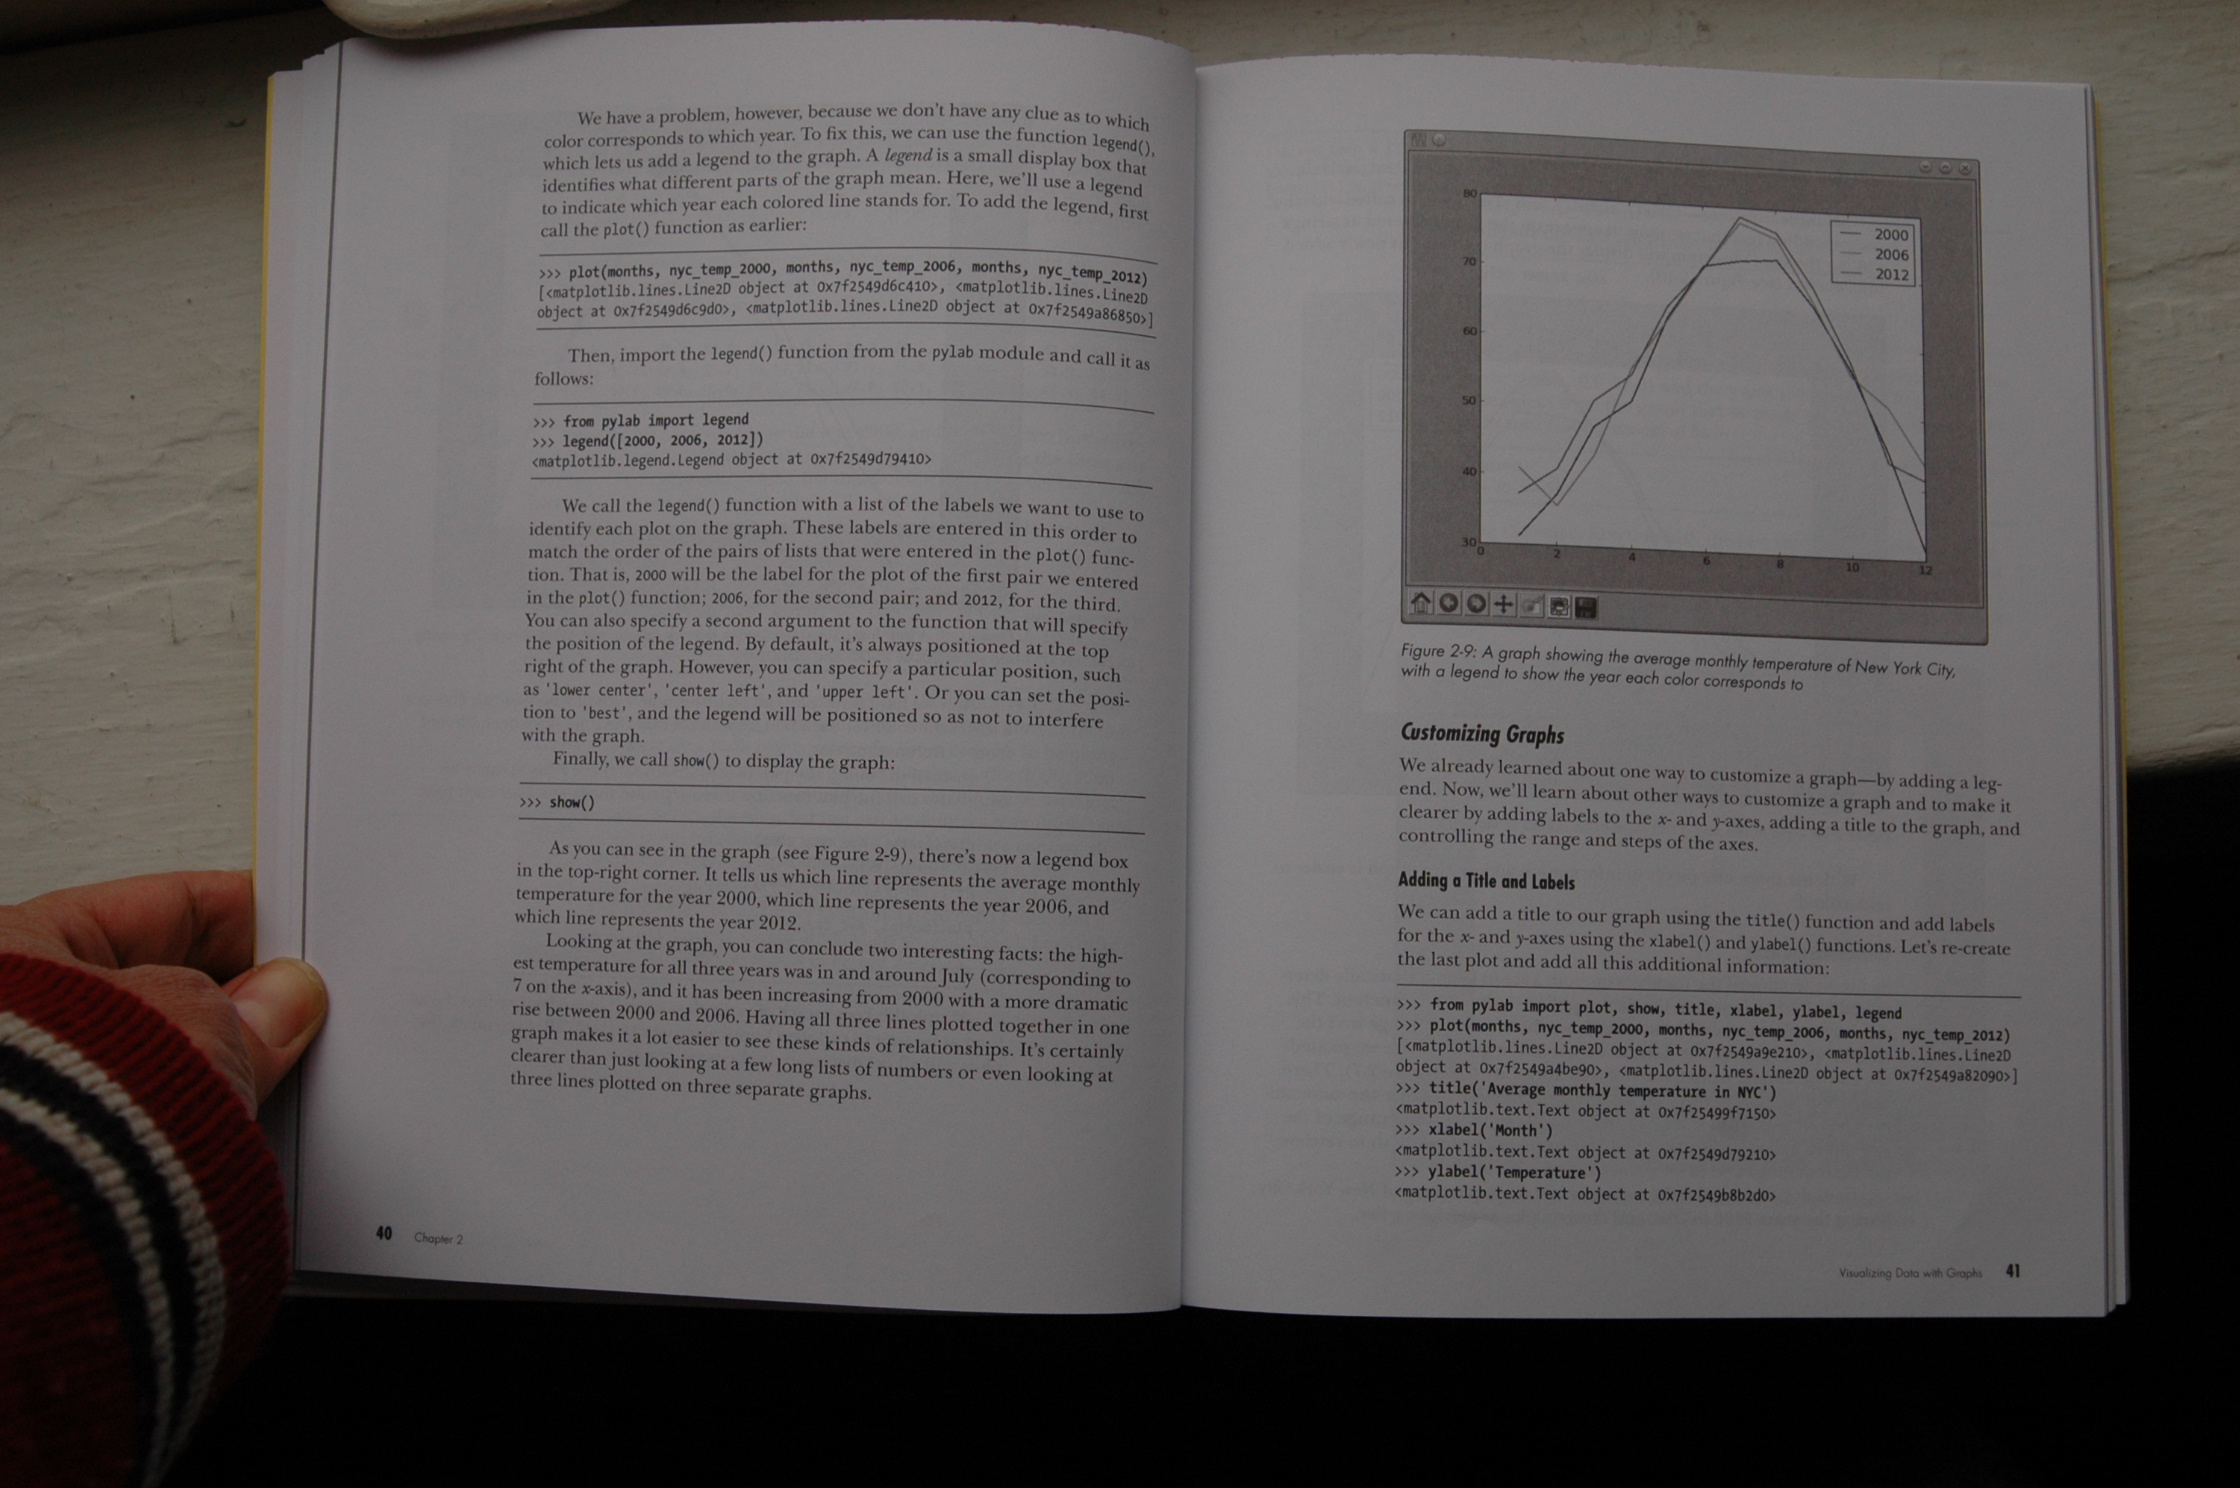 We have a problem, however, because we don't have any clue as to which
color corresponds to which year. To fix this, we can use the function legend(),
which lets us add a legend to the graph. A legend is a small display box that
identifies what different parts of the graph mean. Here, we'll use a legend
to indicate which year each colored line stands for. To add the legend, first
call the plot() function as earlier:
>>> plot(months, nyc_temp_2000, months, nyc_temp_2006, months, nyc_temp_2012)
[<matplotlib.lines.Line2D object at 0x7f2549d6c410>, <matplotlib.lines.Line2D
object at 0x7f2549d6c9d0>, <matplotlib.lines.Line2D object at 0x7f2549a86850>]
Then, import the legend() function from the pylab module and call it as
follows:
>>> from pylab import legend
>>> legend([2000, 2006, 2012])
<matplotlib.legend.Legend object at 0x7f2549d79410>
We call the legend() function with a list of the labels we want to use to
identify each plot on the graph. These labels are entered in this order to
match the order of the pairs of lists that were entered in the plot() func-
tion. That is, 2000 will be the label for the plot of the first pair we entered
in the plot() function; 2006, for the second pair; and 2012, for the third.
You can also specify a second argument to the function that will specify
the position of the legend. By default, it's always positioned at the top
right of the graph. However, you can specify a particular position, such
as 'lower center', 'center left', and 'upper left'. Or you can set the posi-
tion to 'best', and the legend will be positioned so as not to interfere
with the graph.
Finally, we call show() to display the graph:
>>> show()
As you can see in the graph (see Figure 2-9), there's now a legend box
in the top-right corner. It tells us which line represents the average monthly
temperature for the year 2000, which line represents the year 2006, and
which line represents the year 2012.
Looking at the graph, you can conclude two interesting facts: the high-
est temperature for all three years was in and around July (corresponding to
7 on the x-axis), and it has been increasing from 2000 with a more dramatic
rise between 2000 and 2006. Having all three lines plotted together in one
graph makes it a lot easier to see these kinds of relationships. It's certainly
clearer than just looking at a few long lists of numbers or even looking at
three lines plotted on three separate graphs.
40 Chapter 2
80
70
60
50
40
30
0 2 4 6 8 10 12
2000
2006
2012
Figure 2-9: A graph showing the average monthly temperature of New York City,
with a legend to show the year each color corresponds to
Customizing Graphs
We already learned about one way to customize a graph—by adding a leg-
end. Now, we'll learn about other ways to customize a graph and to make it
clearer by adding labels to the x- and y-axes, adding a title to the graph, and
controlling the range and steps of the axes.
Adding a Title and Labels
We can add a title to our graph using the title() function and add labels
for the x- and y-axes using the xlabel() and ylabel() functions. Let's re-create
the last plot and add all this additional information:
>>> from pylab import plot, show, title, xlabel, ylabel, legend
>>> plot(months, nyc_temp_2000, months, nyc_temp_2006, months, nyc_temp_2012)
[<matplotlib.lines.Line2D object at 0x7f2549a9e210>, <matplotlib.lines.Line2D
object at 0x7f2549a4be90>, <matplotlib.lines.Line2D object at 0x7f2549a82090>]
>>> title('Average monthly temperature in NYC')
<matplotlib.text.Text object at 0x7f25499f7150>
>>> xlabel('Month')
<matplotlib.text.Text object at 0x7f2549d79210>
>>> ylabel('Temperature')
<matplotlib.text.Text object at 0x7f2549b8b2d0>
Visualizing Data with Graphs 41